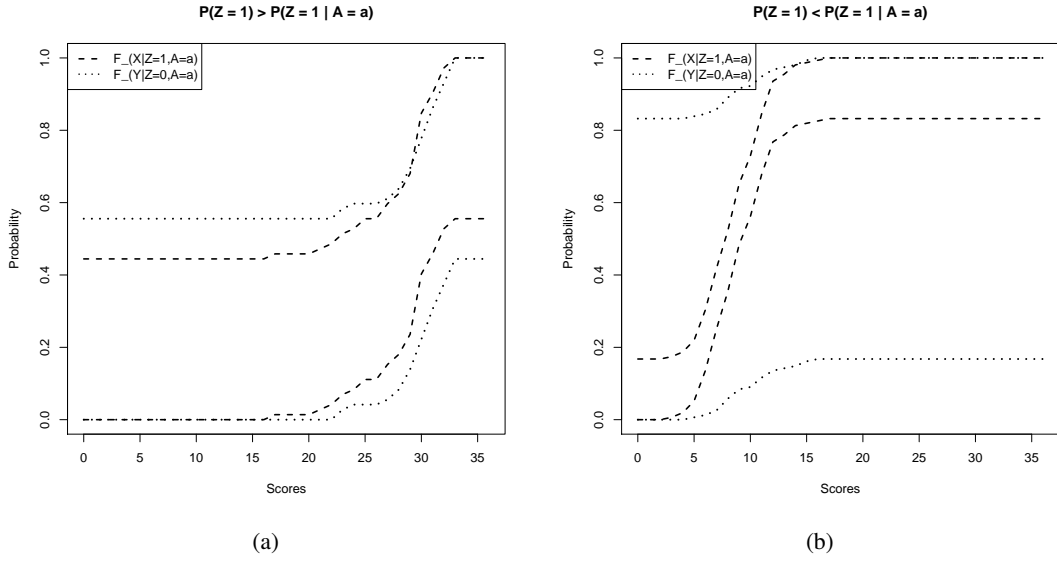 P(Z = 1) > P(Z = 1 | A = a)
F_(X|Z=1,A=a)
F_(Y|Z=0,A=a)
Probability
0.0 0.2 0.4 0.6 0.8 1.0
0 5 10 15 20 25 30 35
Scores
(a)
P(Z = 1) < P(Z = 1 | A = a)
F_(X|Z=1,A=a)
F_(Y|Z=0,A=a)
Probability
0.0 0.2 0.4 0.6 0.8 1.0
0 5 10 15 20 25 30 35
Scores
(b)